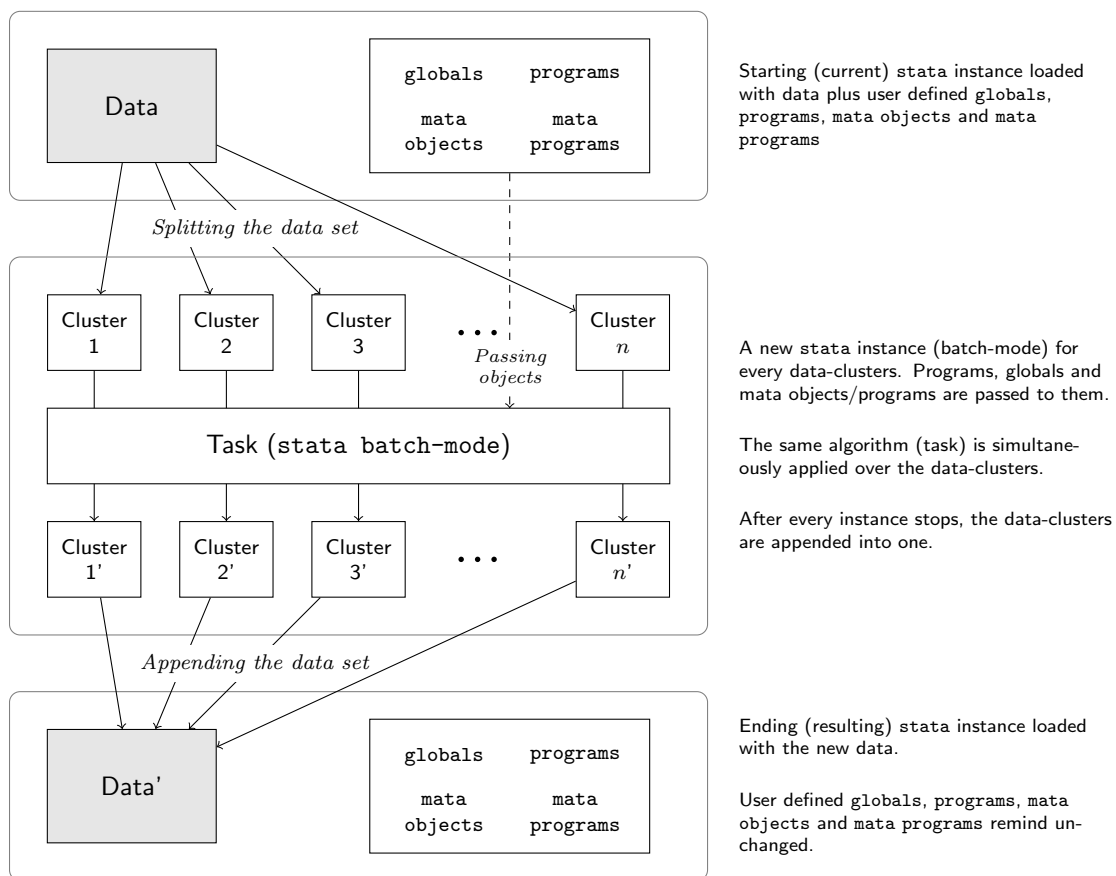 Data
globals programs
mata mata
objects programs
Starting (current) stata instance loaded
with data plus user defined globals,
programs, mata objects and mata
programs
Splitting the data set
Cluster
1
Cluster
2
Cluster
3
...
Cluster
n
Passing
objects
Task (stata batch-mode)
Cluster
1'
Cluster
2'
Cluster
3'
...
Cluster
n'
A new stata instance (batch-mode) for
every data-clusters. Programs, globals and
mata objects/programs are passed to them.
The same algorithm (task) is simultane-
ously applied over the data-clusters.
After every instance stops, the data-clusters
are appended into one.
Appending the data set
Data'
globals programs
mata mata
objects programs
Ending (resulting) stata instance loaded
with the new data.
User defined globals, programs, mata
objects and mata programs remind un-
changed.